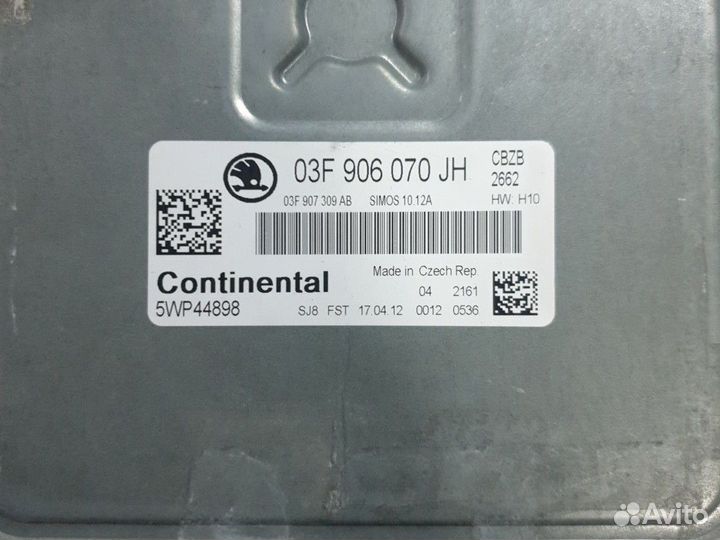 03F 906 070 JH
CBZB
2662
03F 907 309 AB SIMOS 10.12A
HW: H10
Continental
5WP44898
Made in Czech Rep.
04 2161
SJ8 FST 17.04.12 0012 0536
Avito